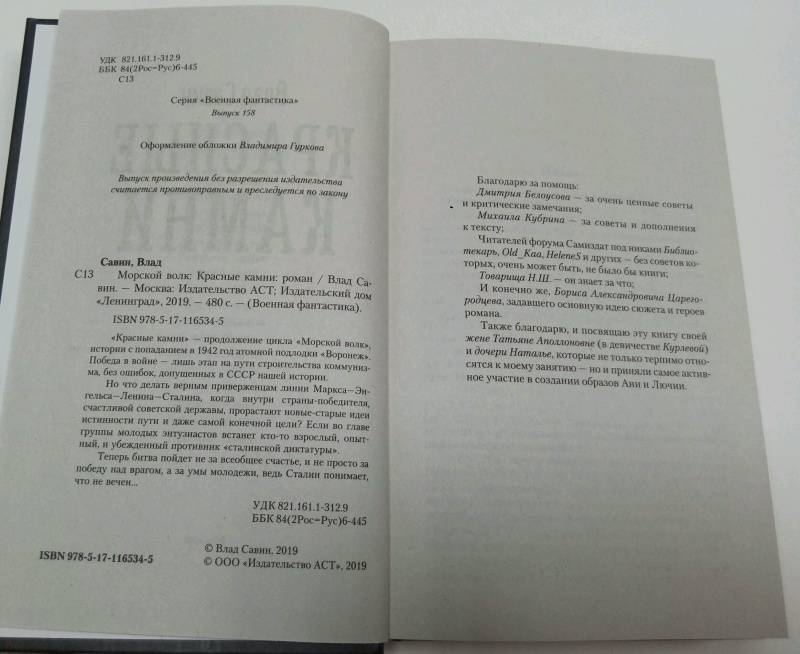 УДК 821.161.1-312.9
ББК 84(2Рос=Рус)6-445
С13
Серия «Военная фантастика»
Выпуск 158
Оформление обложки Владимира Гуркова
Выпуск произведения без разрешения издательства
считается противоправным и преследуется по закону
Савин, Влад
С13 Морской волк: Красные камни: роман / Влад Са-
вин. — Москва: Издательство АСТ; Издательский дом
«Ленинград», 2019. — 480 с. — (Военная фантастика).
ISBN 978-5-17-116534-5
«Красные камни» — продолжение цикла «Морской волк»,
истории с попаданием в 1942 год атомной подлодки «Воронеж».
Победа в войне — лишь этап на пути строительства коммуниз-
ма, без ошибок, допущенных в СССР нашей истории.
Но что делать верным приверженцам линии Маркса—Эн-
гельса—Ленина—Сталина, когда внутри страны-победителя,
счастливой советской державы, прорастают новые-старые идеи
истинности пути и даже самой конечной цели? Если во главе
группы молодых энтузиастов встанет кто-то взрослый, опыт-
ный, и убежденный противник «сталинской диктатуры».
Теперь битва пойдет не за всеобщее счастье, и не просто за
победу над врагом, а за умы молодежи, ведь Сталин понимает,
что не вечен...
УДК 821.161.1-312.9
ББК 84(2Рос=Рус)6-445
ISBN 978-5-17-116534-5
© Влад Савин, 2019
© ООО «Издательство АСТ», 2019
Благодарю за помощь:
Дмитрия Белоусова — за очень ценные советы
и критические замечания;
Михаила Кубрина — за советы и дополнения
к тексту;
Читателей форума Самиздат под никами Библио-
текарь, Old_Kaa, HeleneS и других — без советов ко-
торых, очень может быть, не было бы книги;
Товарища Н.Ш. — он знает за что;
И конечно же, Бориса Александровича Царего-
родцева, задавшего основную идею сюжета и героев
романа.
Также благодарю, и посвящаю эту книгу своей
жене Татьяне Аполлоновне (в девичестве Курлевой)
и дочери Наталье, которые не только терпимо отно-
сятся к моему занятию — но и приняли самое актив-
ное участие в создании образов Ани и Лючии.